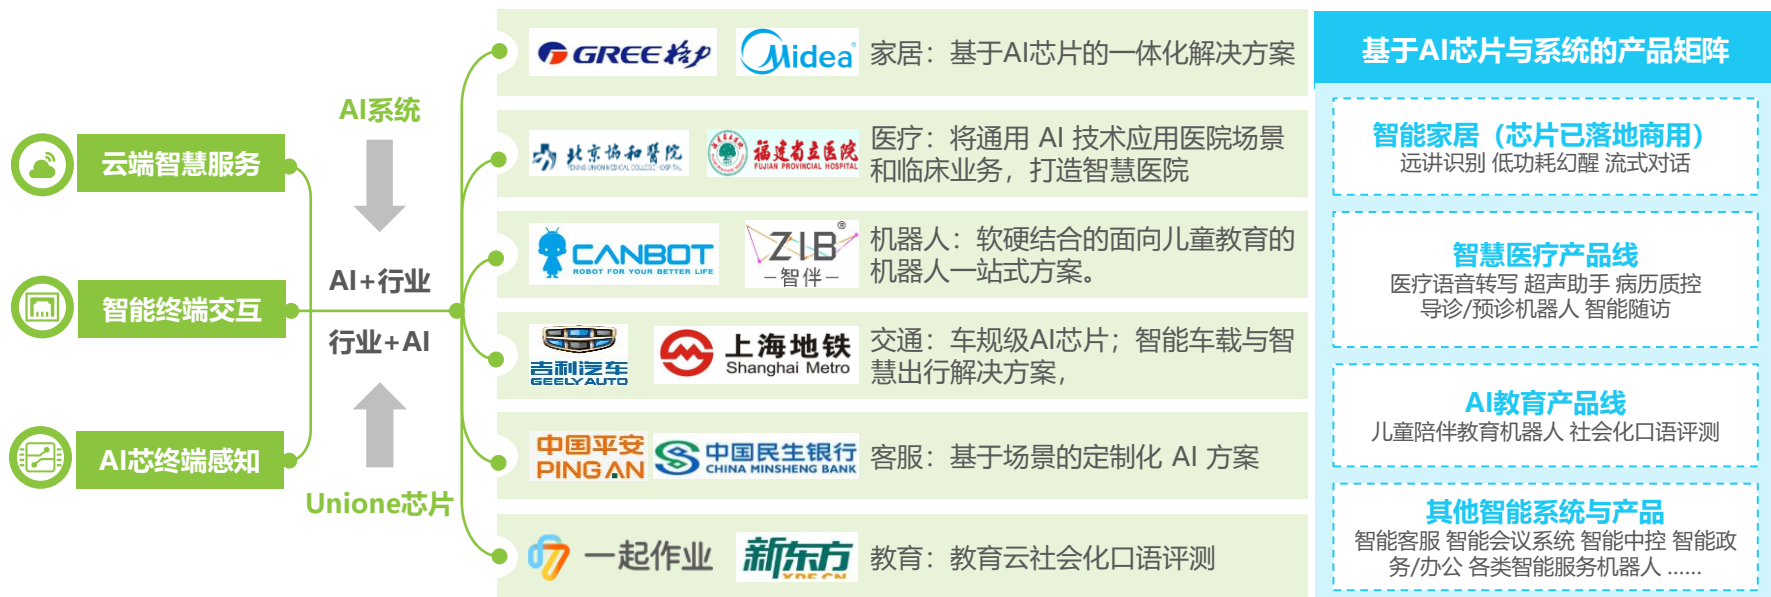 云端智慧服务
智能终端交互
AI芯终端感知
AI系统
AI+行业
行业+AI
Unione芯片
GREE格力
Midea
家居：基于AI芯片的一体化解决方案
北京协和醫院
PEKING UNION MEDICAL COLLEGE HOSPITAL
福建省立医院
FUJIAN PROVINCIAL HOSPITAL
医疗：将通用 AI 技术应用医院场景
和临床业务，打造智慧医院
CANBOT
ROBOT FOR YOUR BETTER LIFE
ZIB®
—智伴—
机器人：软硬结合的面向儿童教育的
机器人一站式方案。
吉利汽车
GEELY AUTO
上海地铁
Shanghai Metro
交通：车规级AI芯片；智能车载与智
慧出行解决方案，
中国平安
PING AN
中国民生银行
CHINA MINSHENG BANK
客服：基于场景的定制化 AI 方案
一起作业
新东方
XDF.CN
教育：教育云社会化口语评测
基于AI芯片与系统的产品矩阵
智能家居（芯片已落地商用）
远讲识别 低功耗幻醒 流式对话
智慧医疗产品线
医疗语音转写 超声助手 病历质控
导诊/预诊机器人 智能随访
AI教育产品线
儿童陪伴教育机器人 社会化口语评测
其他智能系统与产品
智能客服 智能会议系统 智能中控 智能政
务/办公 各类智能服务机器人 ......